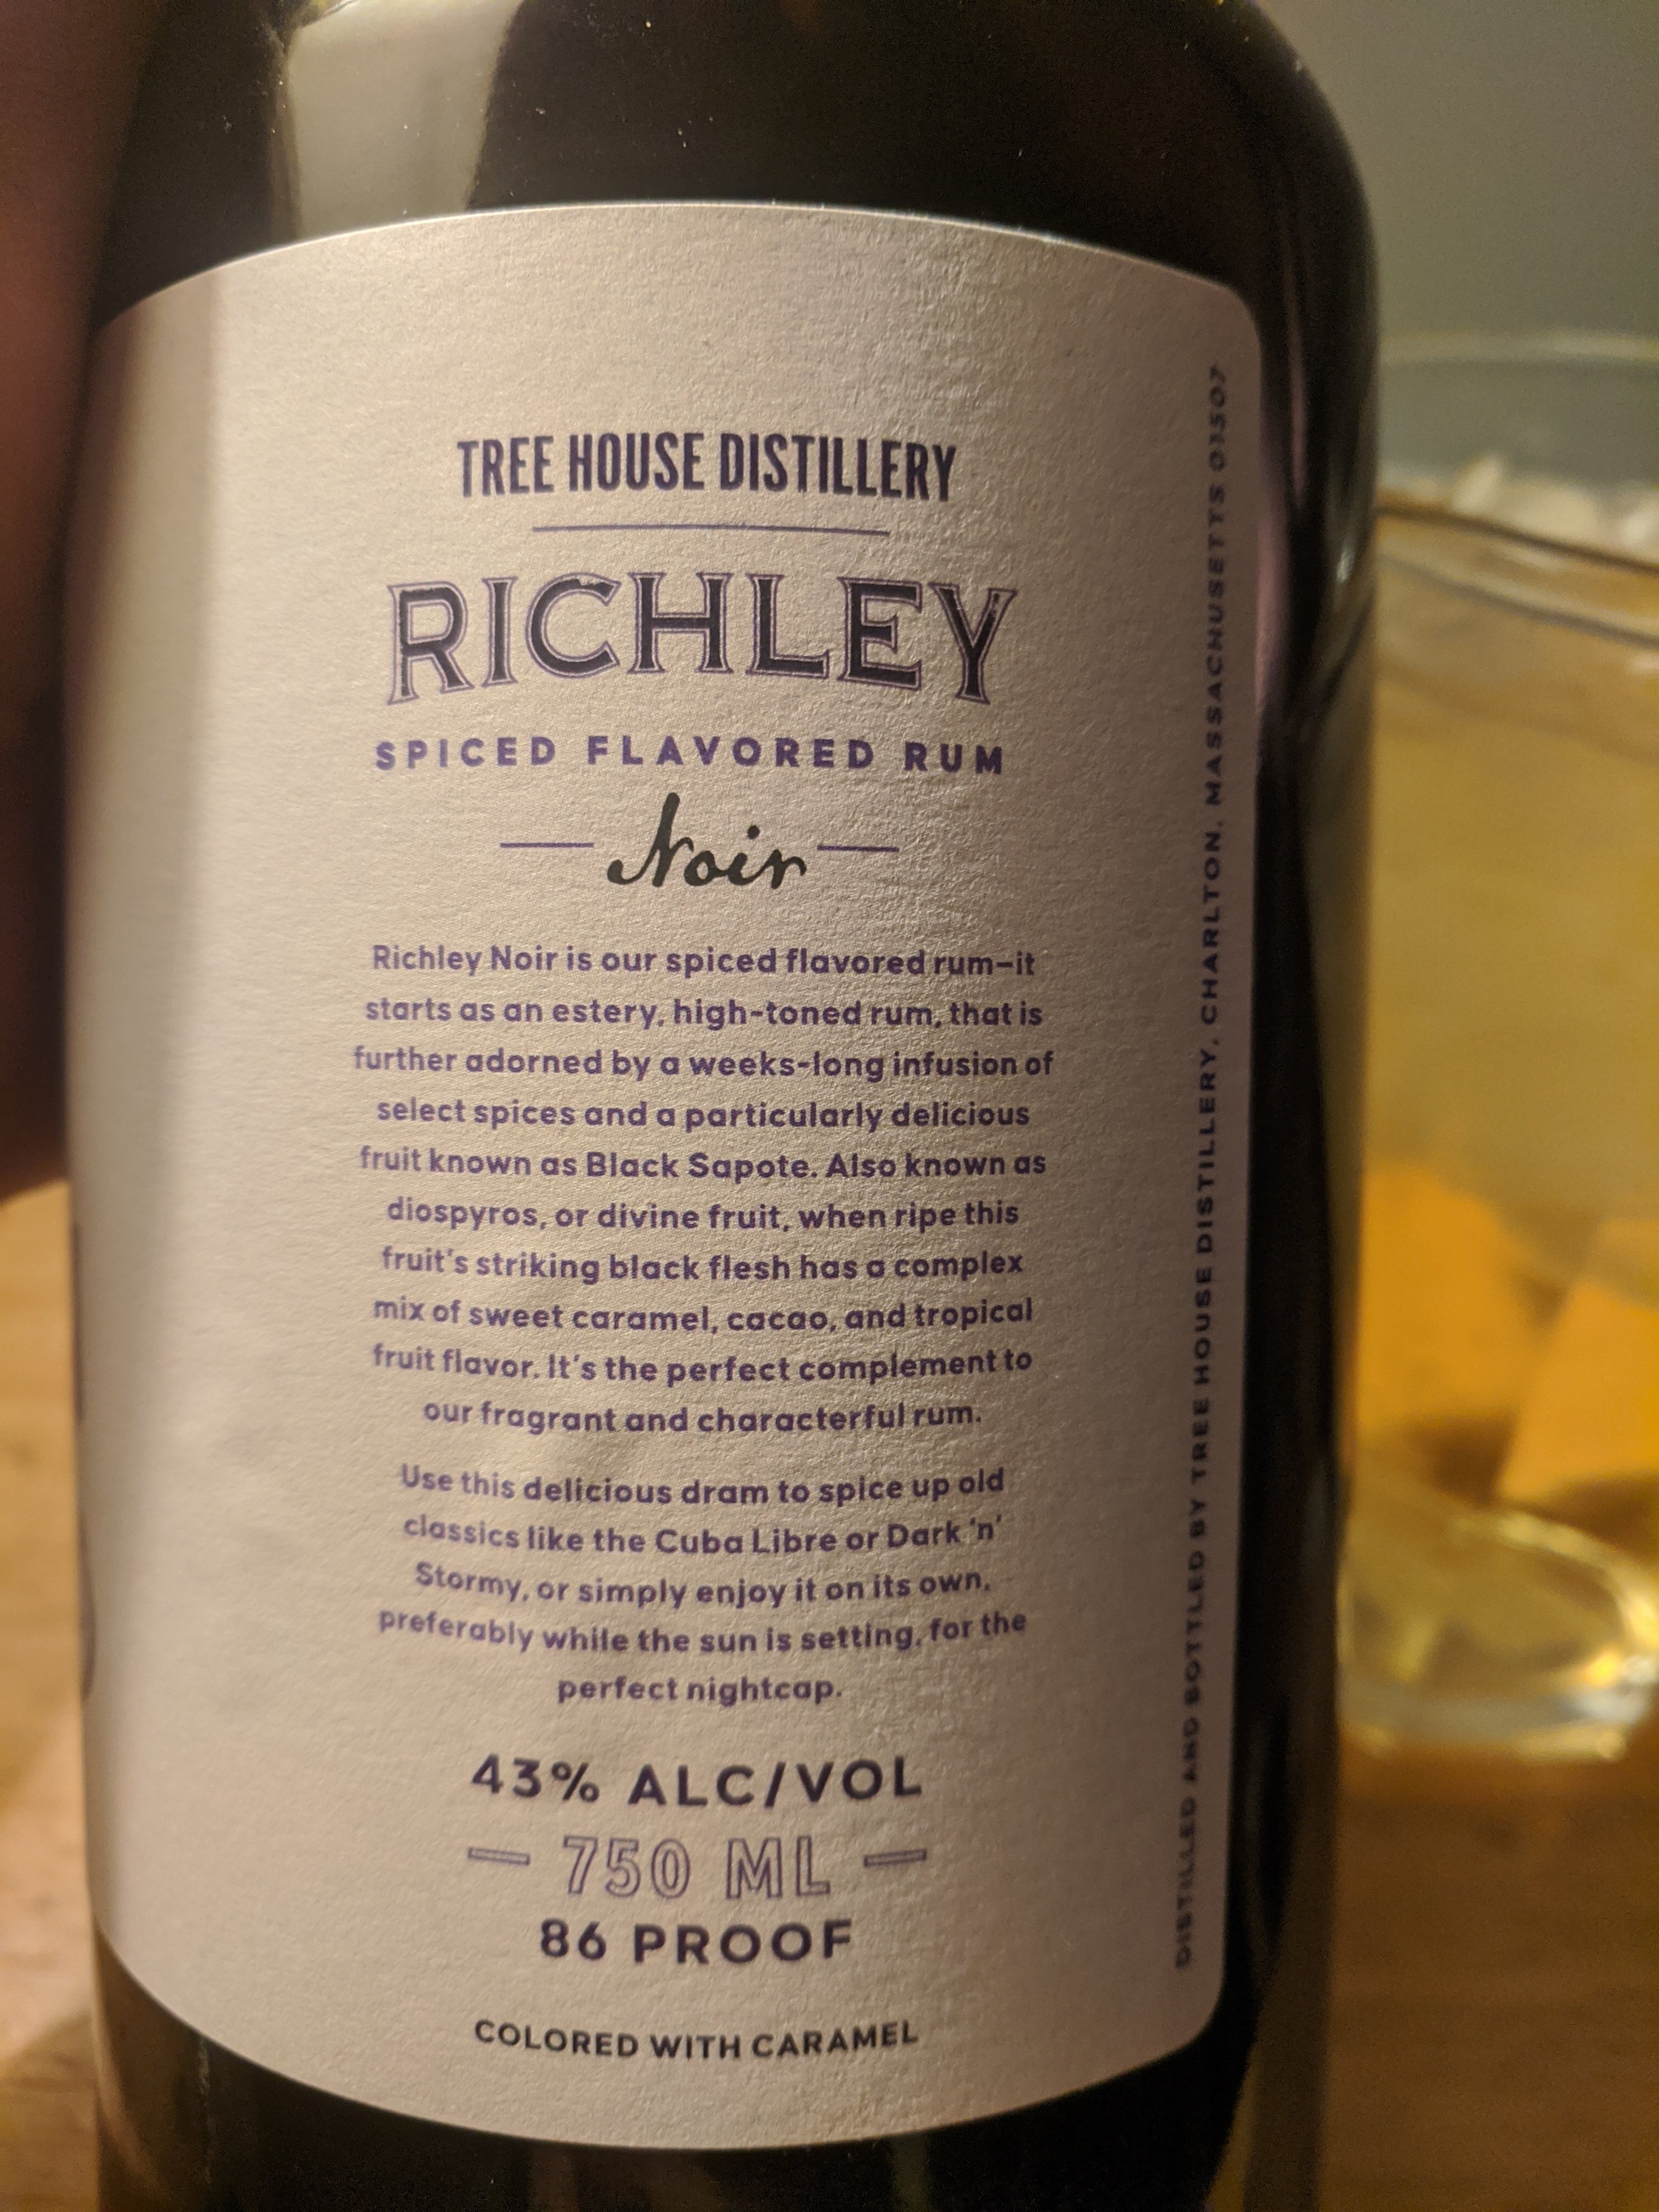 TREE HOUSE DISTILLERY
RICHLEY
SPICED FLAVORED RUM
Noir
Richley Noir is our spiced flavored rum–it
starts as an estery, high-toned rum, that is
further adorned by a weeks-long infusion of
select spices and a particularly delicious
fruit known as Black Sapote. Also known as
diospyros, or divine fruit, when ripe this
fruit's striking black flesh has a complex
mix of sweet caramel, cacao, and tropical
fruit flavor. It's the perfect complement to
our fragrant and characterful rum.
Use this delicious dram to spice up old
classics like the Cuba Libre or Dark 'n'
Stormy, or simply enjoy it on its own,
preferably while the sun is setting, for the
perfect nightcap.
43% ALC/VOL
— 750 ML —
86 PROOF
COLORED WITH CARAMEL
DISTILLED AND BOTTLED BY TREE HOUSE DISTILLERY, CHARLTON, MASSACHUSETTS 01507